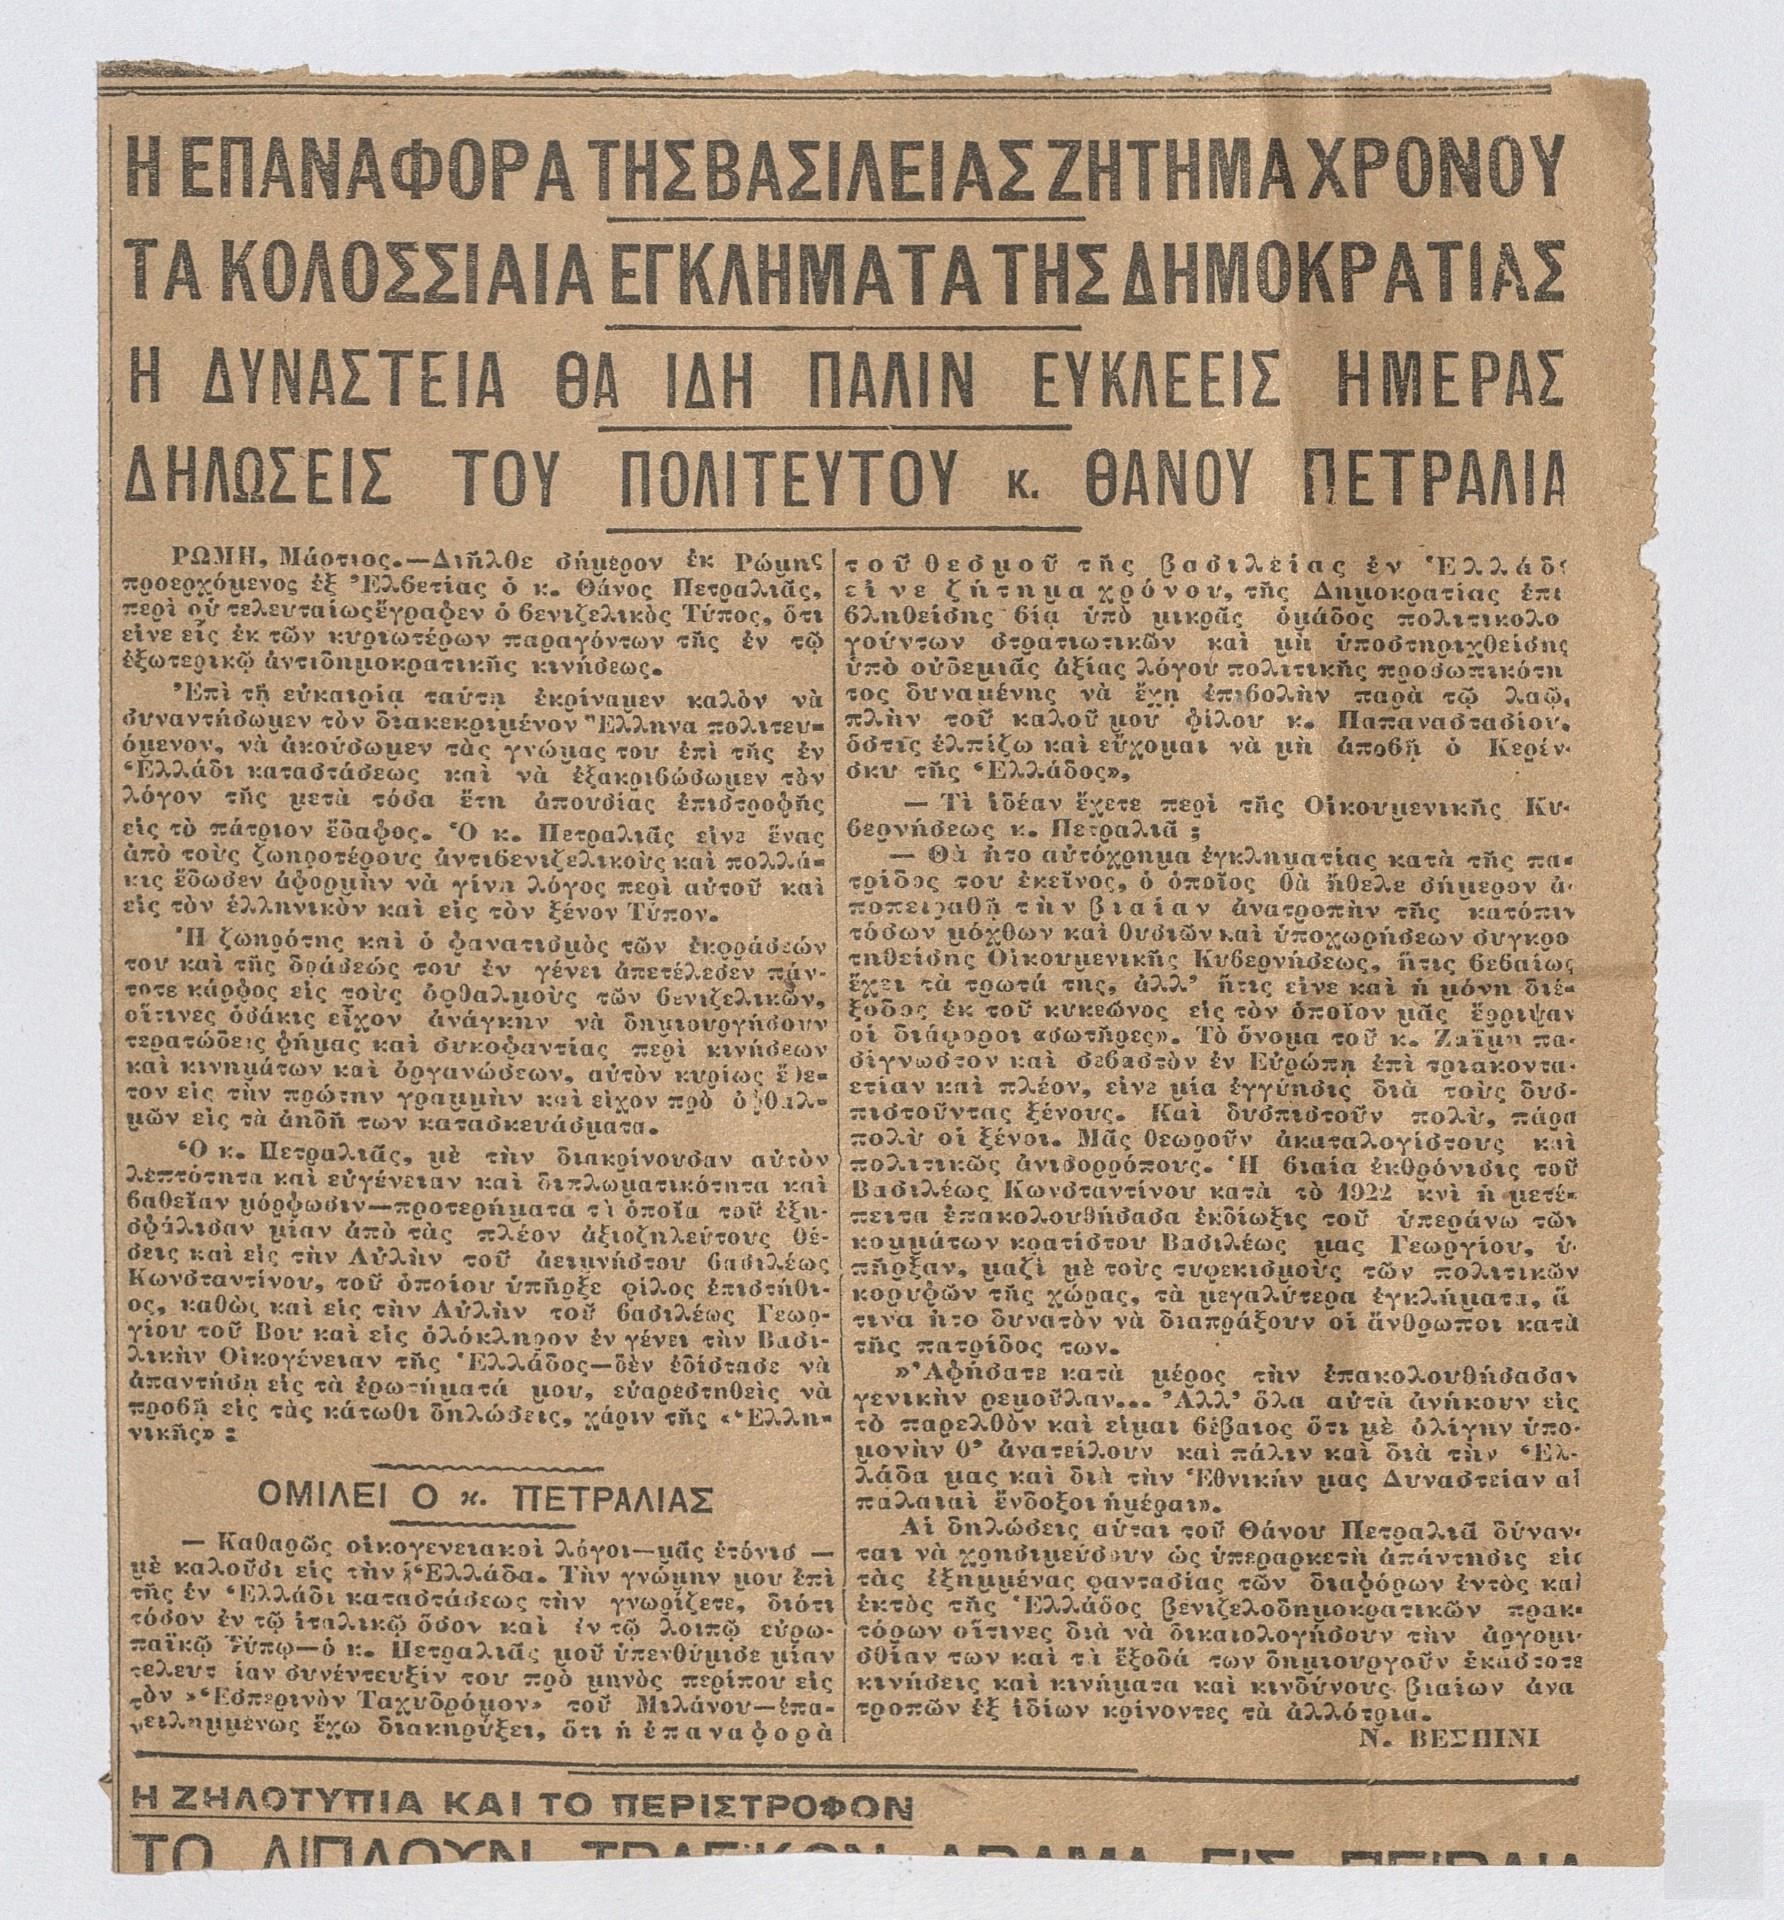 Η ΕΠΑΝΑΦΟΡΑ ΤΗΣ ΒΑΣΙΛΕΙΑΣ ΖΗΤΗΜΑ ΧΡΟΝΟΥ
ΤΑ ΚΟΛΟΣΣΙΑΙΑ ΕΓΚΛΗΜΑΤΑ ΤΗΣ ΔΗΜΟΚΡΑΤΙΑΣ
Η ΔΥΝΑΣΤΕΙΑ ΘΑ ΙΔΗ ΠΑΛΙΝ ΕΥΚΛΕΕΙΣ ΗΜΕΡΑΣ
ΔΗΛΩΣΕΙΣ ΤΟΥ ΠΟΛΙΤΕΥΤΟΥ κ. ΘΑΝΟΥ ΠΕΤΡΑΛΙΑ
ΡΩΜΗ, Μάρτιος.—Διῆλθε σήμερον ἐκ Ρώμης
προερχόμενος ἐξ Ἐλβετίας ὁ κ. Θάνος Πετραλιᾶς,
περὶ οὗ τελευταίως ἔγραφεν ὁ βενιζελικὸς Τύπος, ὅτι
εἶνε εἷς ἐκ τῶν κυριωτέρων παραγόντων τῆς ἐν τῷ
ἐξωτερικῷ ἀντιδημοκρατικῆς κινήσεως.
Ἐπὶ τῇ εὐκαιρίᾳ ταύτῃ ἐκρίναμεν καλὸν νὰ
συναντήσωμεν τὸν διακεκριμένον Ἕλληνα πολιτευ-
όμενον, νὰ ἀκούσωμεν τὰς γνώμας του ἐπὶ τῆς ἐν
Ἑλλάδι καταστάσεως καὶ νὰ ἐξακριβώσωμεν τὸν
λόγον τῆς μετὰ τόσα ἔτη ἀπουσίας ἐπιστροφῆς
εἰς τὸ πάτριον ἔδαφος. Ὁ κ. Πετραλιᾶς εἶνε ἕνας
ἀπὸ τοὺς ζωηροτέρους ἀντιβενιζελικοὺς καὶ πολλά-
κις ἔδωσεν ἀφορμὴν νὰ γίνῃ λόγος περὶ αὐτοῦ καὶ
εἰς τὸν ἑλληνικὸν καὶ εἰς τὸν ξένον Τύπον.
Ἡ ζωηρότης καὶ ὁ φανατισμὸς τῶν ἐκφράσεών
του καὶ τῆς δράσεώς του ἐν γένει ἀπετέλεσεν πάν-
τοτε κάρφος εἰς τοὺς ὀφθαλμοὺς τῶν βενιζελικῶν,
οἵτινες ὁσάκις εἶχον ἀνάγκην νὰ δημιουργήσουν
τερατώδεις φήμας καὶ συκοφαντίας περὶ κινήσεων
καὶ κινημάτων καὶ ὀργανώσεων, αὐτὸν κυρίως ἔθε-
τον εἰς τὴν πρώτην γραμμὴν καὶ εἶχον πρὸ ὀφθαλ-
μῶν εἰς τὰ ἀηδῆ των κατασκευάσματα.
Ὁ κ. Πετραλιᾶς, μὲ τὴν διακρίνουσαν αὐτὸν
λεπτότητα καὶ εὐγένειαν καὶ διπλωματικότητα καὶ
βαθεῖαν μόρφωσιν—προτερήματα τὰ ὁποῖα τοῦ ἐξη-
σφάλισαν μίαν ἀπὸ τὰς πλέον ἀξιοζηλεύτους θέ-
σεις καὶ εἰς τὴν Αὐλὴν τοῦ ἀειμνήστου βασιλέως
Κωνσταντίνου, τοῦ ὁποίου ὑπῆρξε φίλος ἐπιστήθι-
ος, καθὼς καὶ εἰς τὴν Αὐλὴν τοῦ βασιλέως Γεωρ-
γίου τοῦ Βου καὶ εἰς ὁλόκληρον ἐν γένει τὴν Βασι-
λικὴν Οἰκογένειαν τῆς Ἑλλάδος—δὲν ἐδίστασε νὰ
ἀπαντήσῃ εἰς τὰ ἐρωτήματά μου, εὐαρεστηθεὶς νὰ
προβῇ εἰς τὰς κάτωθι δηλώσεις, χάριν τῆς «Ἑλλη-
νικῆς» :
ΟΜΙΛΕΙ Ο κ. ΠΕΤΡΑΛΙΑΣ
— Καθαρῶς οἰκογενειακοὶ λόγοι—μᾶς ἐτόνισ —
μὲ καλοῦσι εἰς τὴν Ἑλλάδα. Τὴν γνώμην μου ἐπὶ
τῆς ἐν Ἑλλάδι καταστάσεως τὴν γνωρίζετε, διότι
τόσον ἐν τῷ ἰταλικῷ ὅσον καὶ ἐν τῷ λοιπῷ εὐρω-
παϊκῷ Τύπῳ—ὁ κ. Πετραλιᾶς μοῦ ὑπενθύμισε μίαν
τελευτ ίαν συνέντευξίν του πρὸ μηνὸς περίπου εἰς
τὸν »Ἑσπερινὸν Ταχυδρόμον» τοῦ Μιλάνου—ἐπα-
νειλημμένως ἔχω διακηρύξει, ὅτι ἡ ἐπαναφορὰ
τοῦ θεσμοῦ τῆς βασιλείας ἐν Ἑλλάδι
εἶνε ζήτημα χρόνου, τῆς Δημοκρατίας ἐπι
βληθείσης βίᾳ ὑπὸ μικρᾶς ὁμάδος πολιτικολο
γούντων στρατιωτικῶν καὶ μὴ ὑποστηριχθείσης
ὑπὸ οὐδεμιᾶς ἀξίας λόγου πολιτικῆς προσωπικότη
τος δυναμένης νὰ ἔχῃ ἐπιβολὴν παρὰ τῷ λαῷ,
πλὴν τοῦ καλοῦ μου φίλου κ. Παπαναστασίου,
ὅστις ἐλπίζω καὶ εὔχομαι νὰ μὴ ἀποβῇ ὁ Κερέν-
σκυ τῆς Ἑλλάδος»,
— Τὶ ἰδέαν ἔχετε περὶ τῆς Οἰκουμενικῆς Κυ-
βερνήσεως κ. Πετραλιᾶ ;
— Θὰ ἦτο αὐτόχρημα ἐγκληματίας κατὰ τῆς πα-
τρίδος του ἐκεῖνος, ὁ ὁποῖος θὰ ἤθελε σήμερον ἀ-
ποπειραθῆ τὴν βιαίαν ἀνατροπὴν τῆς κατόπιν
τόσων μόχθων καὶ θυσιῶν καὶ ὑποχωρήσεων συγκρο
τηθείσης Οἰκουμενικῆς Κυβερνήσεως, ἥτις βεβαίως
ἔχει τὰ τρωτά της, ἀλλ' ἥτις εἶνε καὶ ἡ μόνη διέ-
ξοδος ἐκ τοῦ κυκεῶνος εἰς τὸν ὁποῖον μᾶς ἔρριψαν
οἱ διάφοροι «σωτῆρες». Τὸ ὄνομα τοῦ κ. Ζαΐμη πα-
σίγνωστον καὶ σεβαστὸν ἐν Εὐρώπῃ ἐπὶ τριακοντα-
ετίαν καὶ πλέον, εἶνε μία ἐγγύησις διὰ τοὺς δυσ-
πιστοῦντας ξένους. Καὶ δυσπιστοῦν πολὺ, πάρα
πολὺ οἱ ξένοι. Μᾶς θεωροῦν ἀκαταλογίστους καὶ
πολιτικῶς ἀνισορρόπους. Ἡ βιαία ἐκθρόνισις τοῦ
Βασιλέως Κωνσταντίνου κατὰ τὸ 1922 κνὶ ἡ μετέ-
πειτα ἐπακολουθήσασα ἐκδίωξις τοῦ ὑπεράνω τῶν
κομμάτων κρατίστου Βασιλέως μας Γεωργίου, ὑ-
πῆρξαν, μαζὶ μὲ τοὺς τυφεκισμοὺς τῶν πολιτικῶν
κορυφῶν τῆς χώρας, τὰ μεγαλύτερα ἐγκλήματα, ἅ
τινα ἦτο δυνατὸν νὰ διαπράξουν οἱ ἄνθρωποι κατὰ
τῆς πατρίδος των.
»Ἀφήσατε κατὰ μέρος τὴν ἐπακολουθήσασαν
γενικὴν ρεμοῦλαν... Ἀλλ' ὅλα αὐτὰ ἀνήκουν εἰς
τὸ παρελθὸν καὶ εἶμαι βέβαιος ὅτι μὲ ὀλίγην ὑπο-
μονὴν θ' ἀνατείλουν καὶ πάλιν καὶ διὰ τὴν Ἑλ-
λάδα μας καὶ διὰ τὴν Ἐθνικήν μας Δυναστείαν αἱ
παλαιαὶ ἔνδοξοι ἡμέραι».
Αἱ δηλώσεις αὗται τοῦ Θάνου Πετραλιᾶ δύναν-
ται νὰ χρησιμεύσουν ὡς ὑπεραρκετὴ ἀπάντησις εἰς
τὰς ἐξημμένας φαντασίας τῶν διαφόρων ἐντὸς καὶ
ἐκτὸς τῆς Ἑλλάδος βενιζελοδημοκρατικῶν πρακ-
τόρων οἵτινες διὰ νὰ δικαιολογήσουν τὴν ἀργομι-
σθίαν των καὶ τὰ ἔξοδά των δημιουργοῦν ἑκάστοτε
κινήσεις καὶ κινήματα καὶ κινδύνους βιαίων ἀνα
τροπῶν ἐξ ἰδίων κρίνοντες τὰ ἀλλότρια.
Ν. ΒΕΣΠΙΝΙ
Η ΖΗΛΟΤΥΠΙΑ ΚΑΙ ΤΟ ΠΕΡΙΣΤΡΟΦΟΝ
ΤΟ ΔΙΠΛΟΥΝ ΤΡΑΓΙΚΟΝ ΔΡΑΜΑ ΕΙΣ